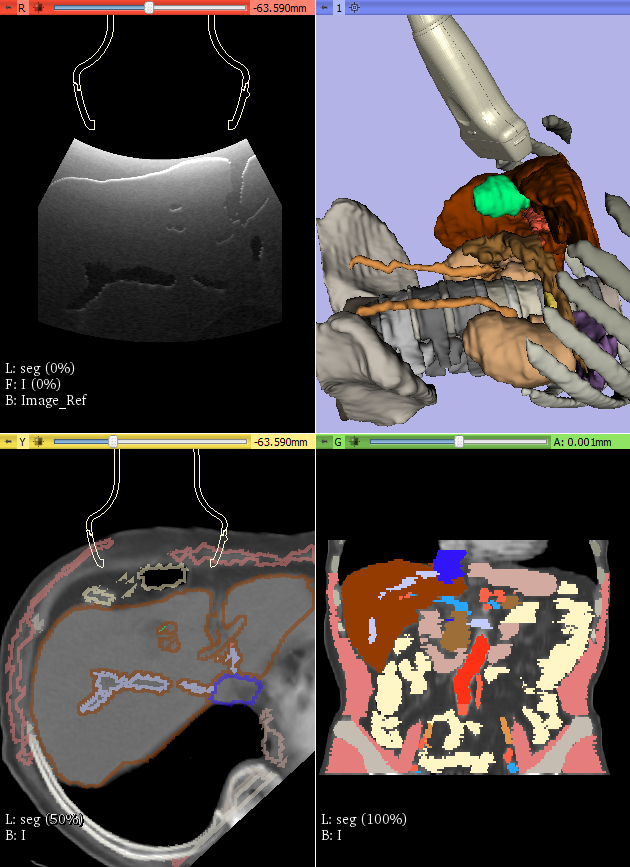 R
-63.590mm
1
L: seg (0%)
F: I (0%)
B: Image_Ref
Y
-63.590mm
G
A: 0.001mm
L: seg (50%)
B: I
L: seg (100%)
B: I